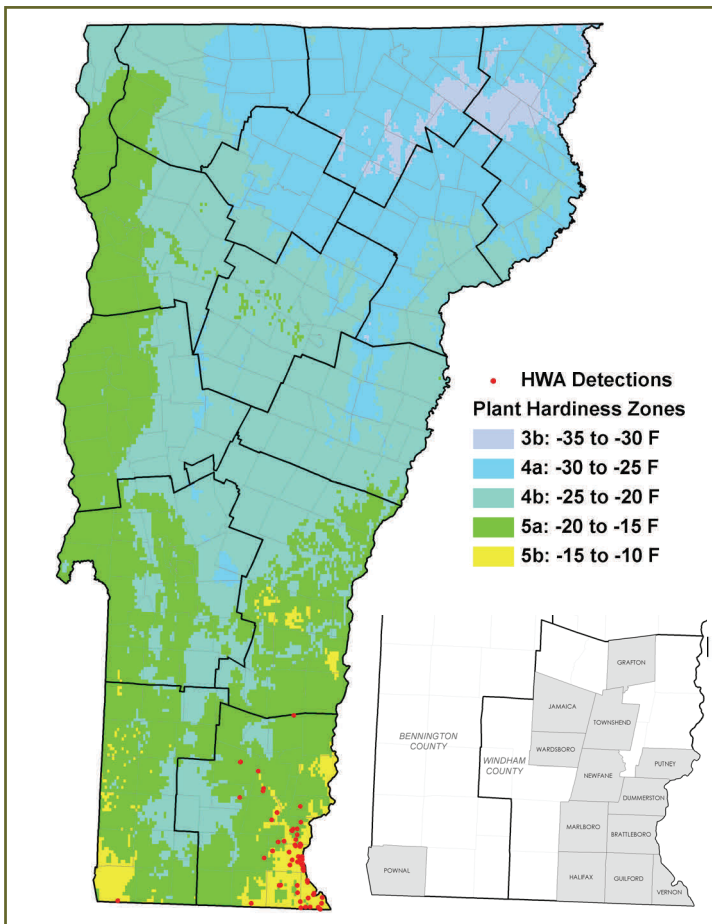 HWA Detections
Plant Hardiness Zones
3b: -35 to -30 F
4a: -30 to -25 F
4b: -25 to -20 F
5a: -20 to -15 F
5b: -15 to -10 F
GRAFTON
JAMAICA
TOWNSHEND
BENNINGTON
COUNTY
WINDHAM
COUNTY
WARDSBORO
PUTNEY
NEWFANE
DUMMERSTON
MARLBORO
BRATTLEBORO
POWNAL
HALIFAX
GUILFORD
VERNON